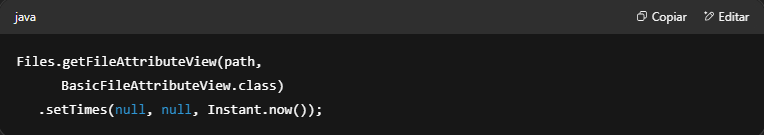 java Copiar Editar
Files.getFileAttributeView(path,
      BasicFileAttributeView.class)
   .setTimes(null, null, Instant.now());